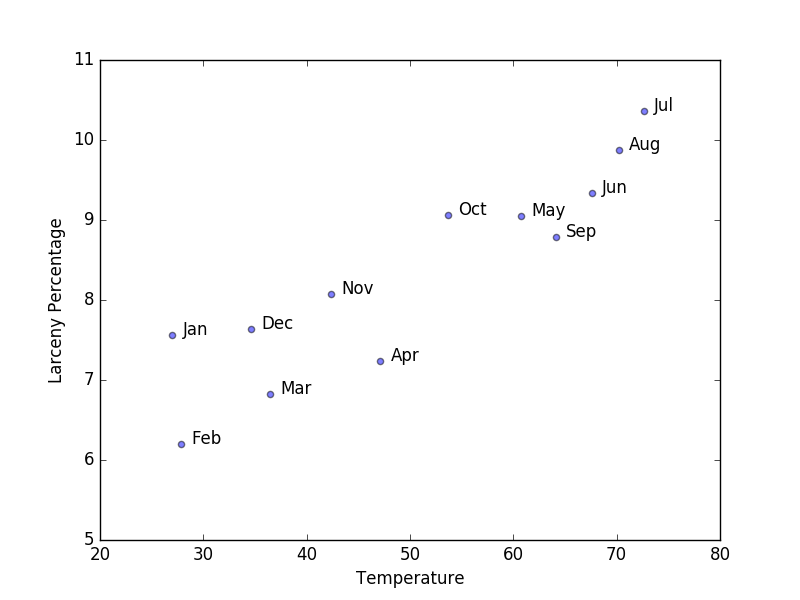 11
10
9
8
7
6
5
Larceny Percentage
Jul
Aug
Jun
Oct
May
Sep
Nov
Jan
Dec
Apr
Mar
Feb
20 30 40 50 60 70 80
Temperature